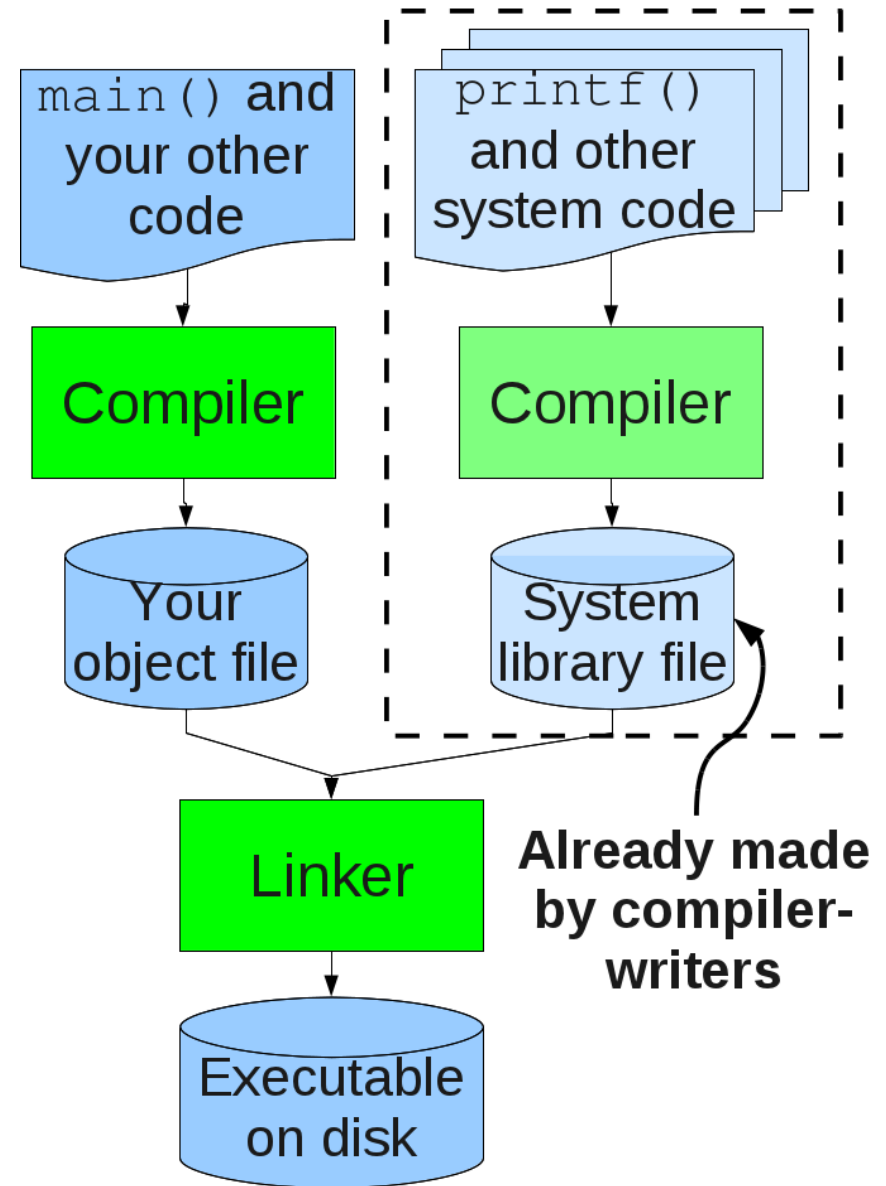 main() and
your other
code
printf()
and other
system code
Compiler
Compiler
Your
object file
System
library file
Linker
Already made
by compiler-
writers
Executable
on disk